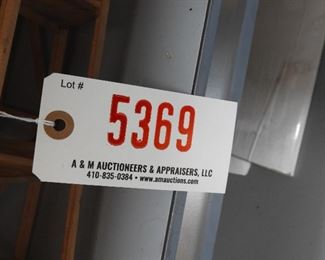 Lot #
5369
A & M AUCTIONEERS & APPRAISERS, LLC
410-835-0384 • www.amauctions.com